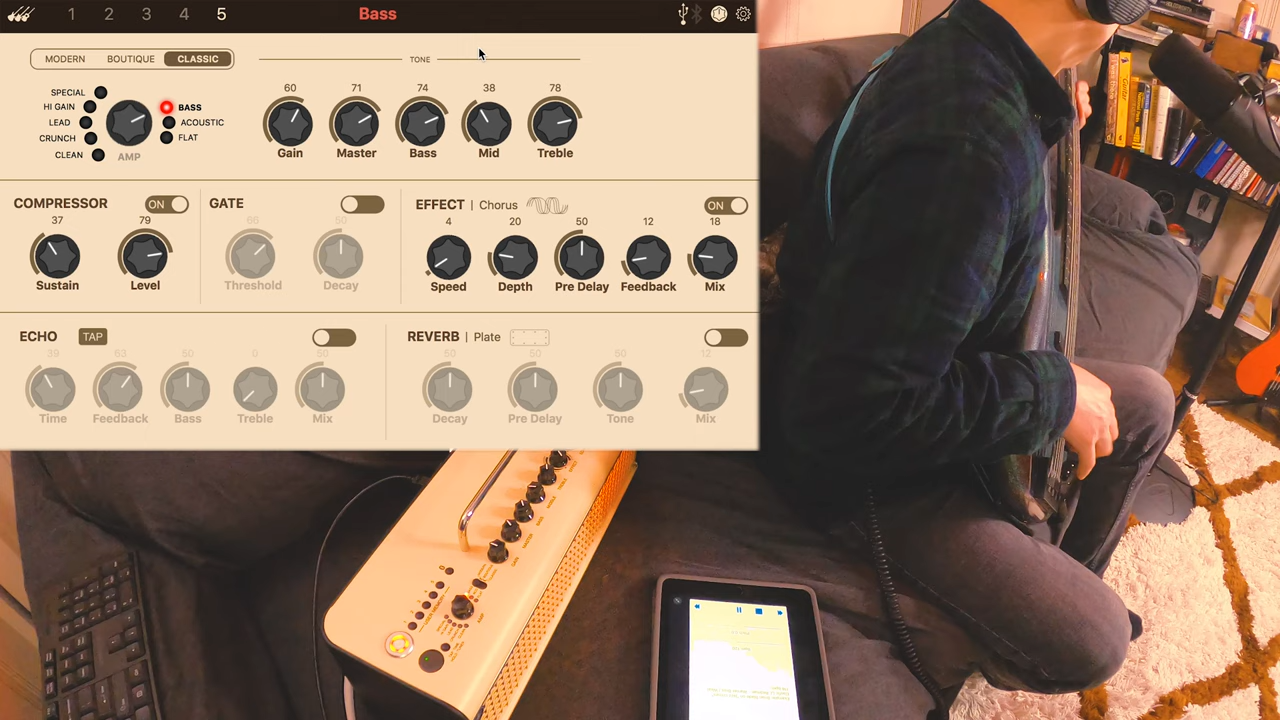 1 2 3 4 5 Bass
MODERN BOUTIQUE CLASSIC
TONE
SPECIAL
HI GAIN
LEAD
CRUNCH
CLEAN
AMP
BASS
ACOUSTIC
FLAT
60 71 74 38 78
Gain Master Bass Mid Treble
COMPRESSOR ON
37 79
Sustain Level
GATE
66 50
Threshold Decay
EFFECT | Chorus ON
4 20 50 12 18
Speed Depth Pre Delay Feedback Mix
ECHO TAP
39 63 50 0 50
Time Feedback Bass Treble Mix
REVERB | Plate
50 50 50 12
Decay Pre Delay Tone Mix